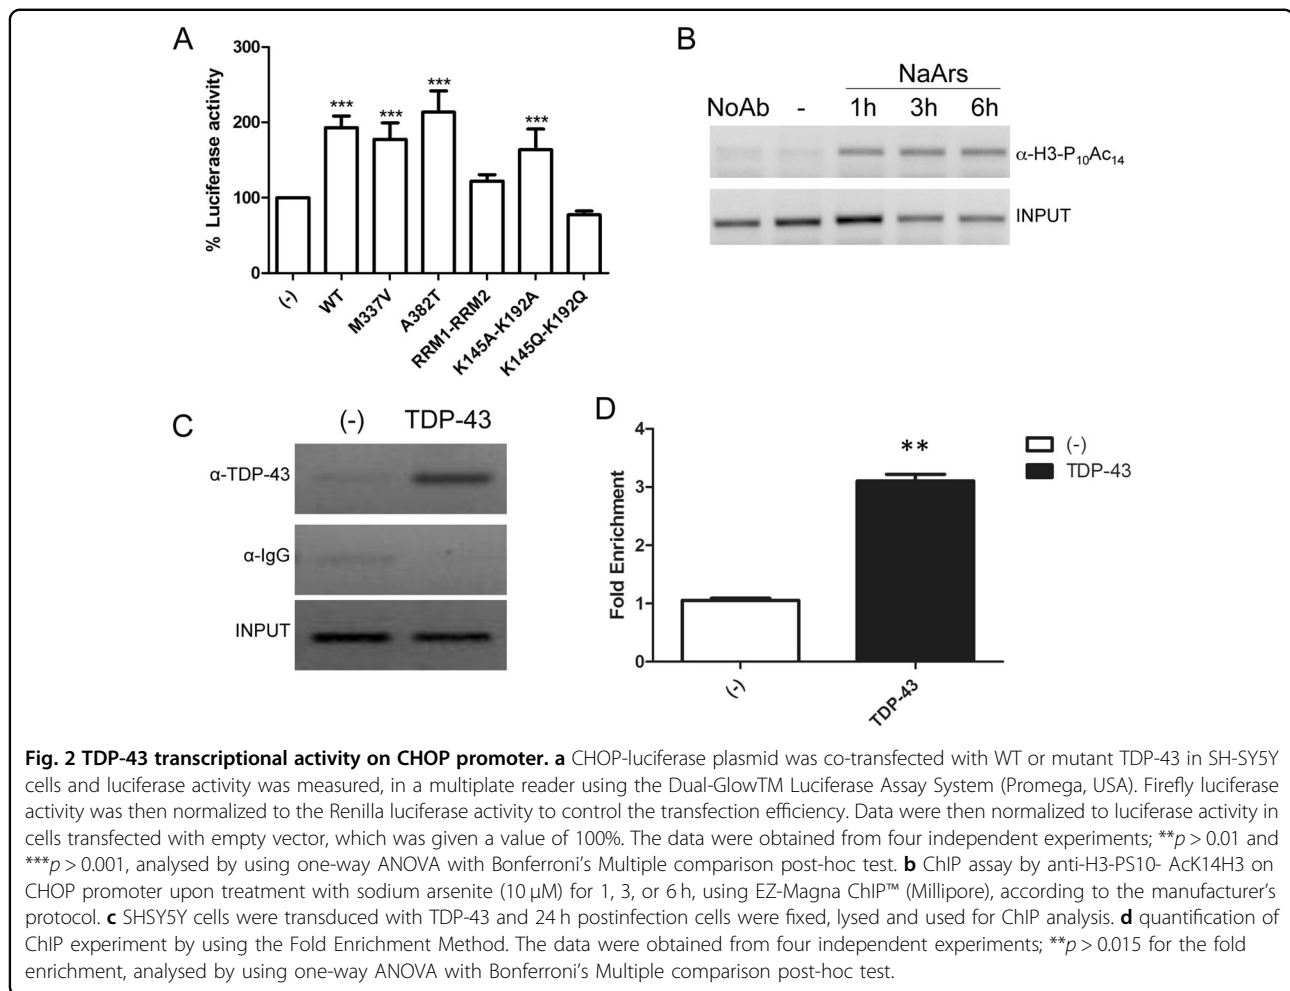 A
300
200
100
0
% Luciferase activity
***
***
***
***
(-)
WT
M337V
A382T
RRM1-RRM2
K145A-K192A
K145Q-K192Q
B
NaArs
NoAb - 1h 3h 6h
α-H3-P10Ac14
INPUT
C
(-) TDP-43
α-TDP-43
α-IgG
INPUT
D
4
3
2
1
0
Fold Enrichment
**
(-)
TDP-43
(-)
TDP-43
Fig. 2 TDP-43 transcriptional activity on CHOP promoter. a CHOP-luciferase plasmid was co-transfected with WT or mutant TDP-43 in SH-SY5Y
cells and luciferase activity was measured, in a multiplate reader using the Dual-GlowTM Luciferase Assay System (Promega, USA). Firefly luciferase
activity was then normalized to the Renilla luciferase activity to control the transfection efficiency. Data were then normalized to luciferase activity in
cells transfected with empty vector, which was given a value of 100%. The data were obtained from four independent experiments; **p > 0.01 and
***p > 0.001, analysed by using one-way ANOVA with Bonferroni's Multiple comparison post-hoc test. b ChIP assay by anti-H3-PS10- AcK14H3 on
CHOP promoter upon treatment with sodium arsenite (10 μM) for 1, 3, or 6 h, using EZ-Magna ChIP™ (Millipore), according to the manufacturer's
protocol. c SHSY5Y cells were transduced with TDP-43 and 24 h postinfection cells were fixed, lysed and used for ChIP analysis. d quantification of
ChIP experiment by using the Fold Enrichment Method. The data were obtained from four independent experiments; **p > 0.015 for the fold
enrichment, analysed by using one-way ANOVA with Bonferroni's Multiple comparison post-hoc test.